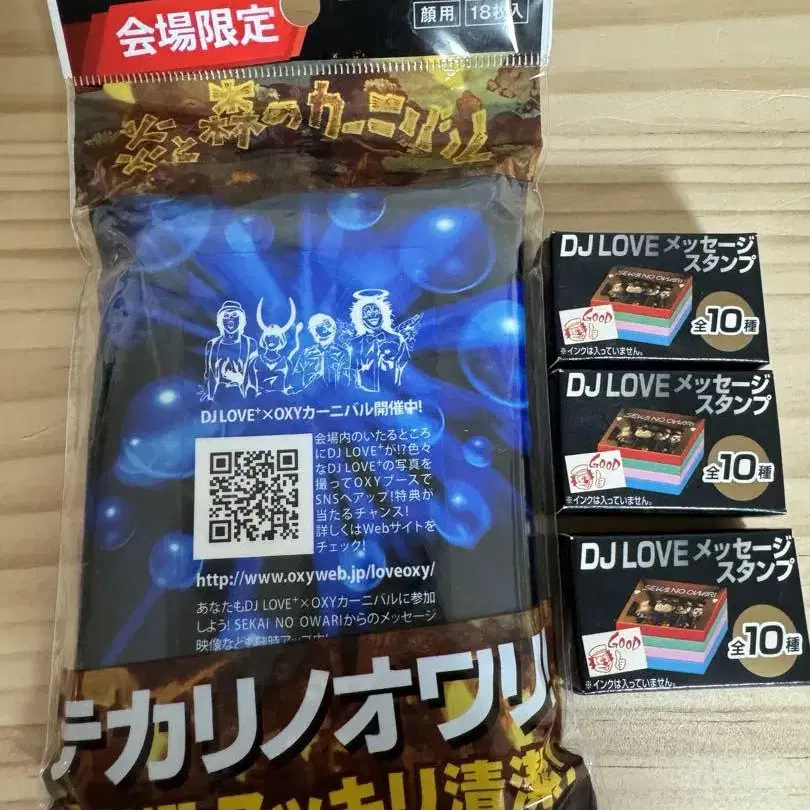 会場限定
顔用
18枚入
炎と森のカーニバル
DJ LOVE⁺×OXYカーニバル開催中!
会場内のいたるところ
にDJ LOVE⁺が!?色々
なDJ LOVE⁺の写真を
撮ってOXYブースで
SNSへアップ!特典が
当たるチャンス!
詳しくはWebサイトを
チェック!
http://www.oxyweb.jp/loveoxy/
あなたもDJ LOVE⁺×OXYカーニバルに参加
しよう! SEKAI NO OWARIからのメッセージ
映像など
テカリノオワリ
スッキリ清潔
DJ LOVE メッセージ
スタンプ
SEKAI NO OWARI
GOOD
全10種
※インクは入っていません。
DJ LOVE メッセージ
スタンプ
SEKAI NO OWARI
GOOD
全10種
※インクは入っていません。
DJ LOVE メッセージ
スタンプ
SEKAI NO OWARI
GOOD
全10種
※インクは入っていません。